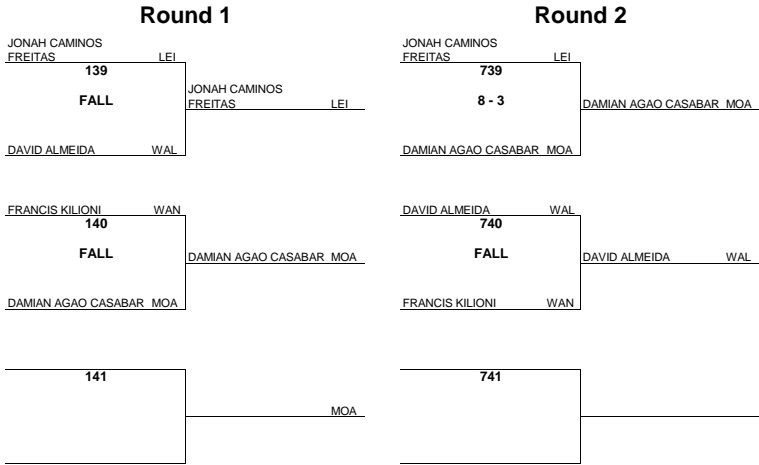 Round 1
JONAH CAMINOS
FREITAS LEI
139
FALL
JONAH CAMINOS
FREITAS LEI
DAVID ALMEIDA WAL
FRANCIS KILIONI WAN
140
FALL
DAMIAN AGAO CASABAR MOA
DAMIAN AGAO CASABAR MOA
141
MOA
Round 2
JONAH CAMINOS
FREITAS LEI
739
8 - 3
DAMIAN AGAO CASABAR MOA
DAMIAN AGAO CASABAR MOA
DAVID ALMEIDA WAL
740
FALL
DAVID ALMEIDA WAL
FRANCIS KILIONI WAN
741